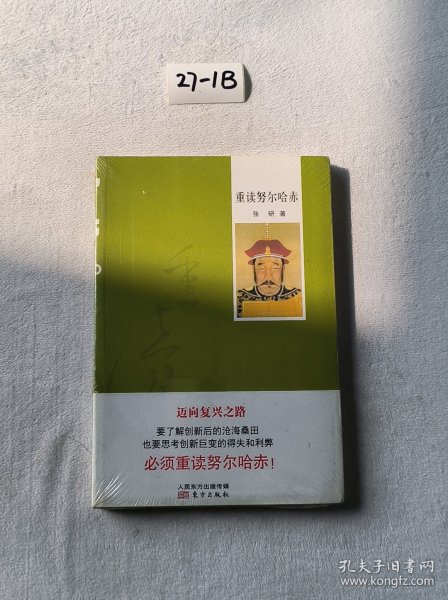 27-1B
重读努尔哈赤
张 研 著
迈向复兴之路
要了解创新后的沧海桑田
也要思考创新巨变的得失和利弊
必须重读努尔哈赤!
人民东方出版传媒
东方出版社
孔夫子旧书网
www.kongfz.com